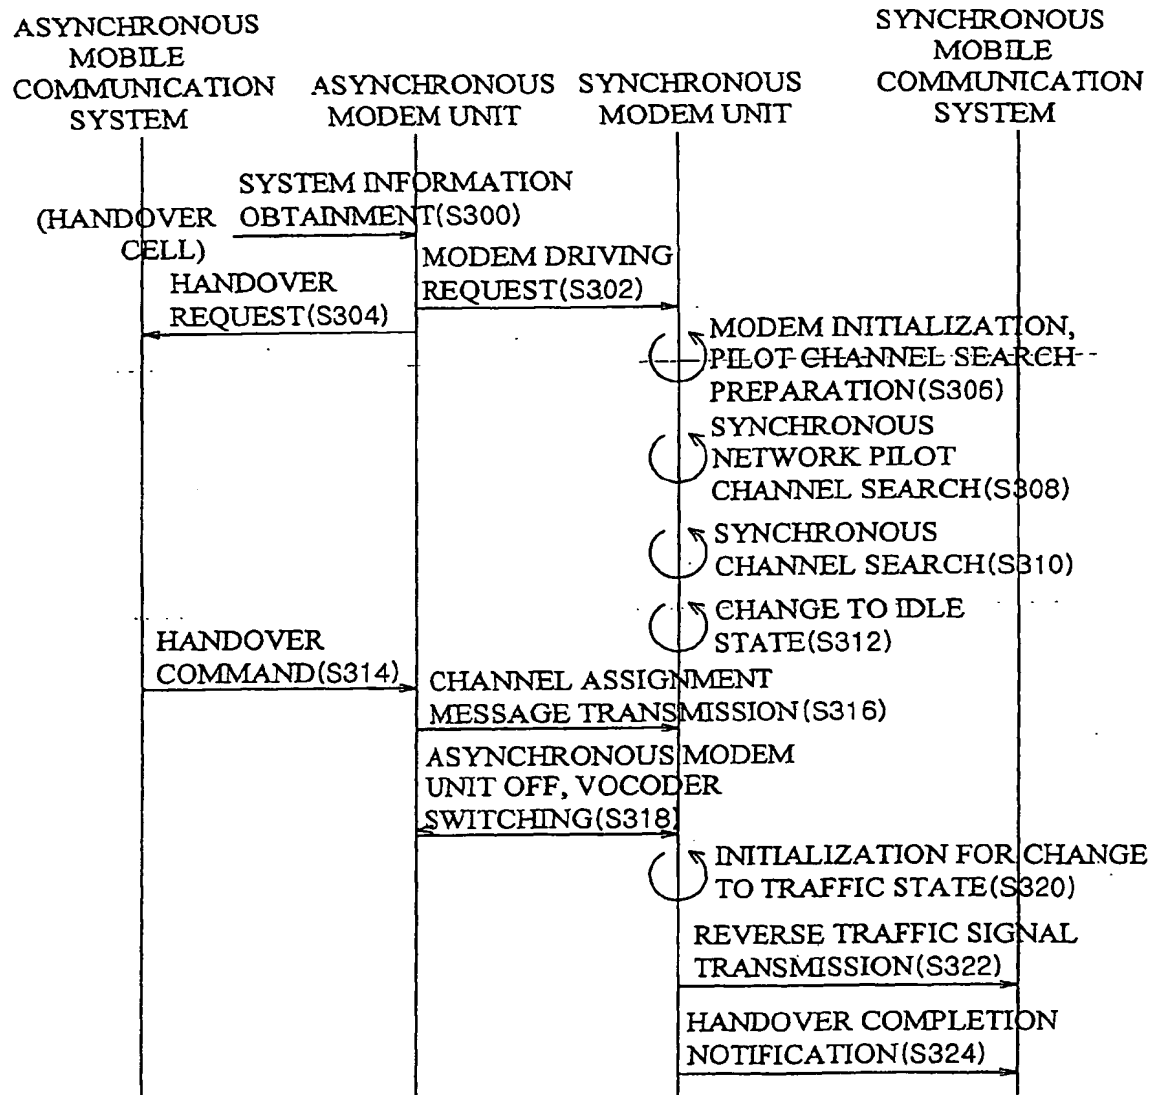 ASYNCHRONOUS
MOBILE
COMMUNICATION
SYSTEM
ASYNCHRONOUS
MODEM UNIT
SYNCHRONOUS
MODEM UNIT
SYNCHRONOUS
MOBILE
COMMUNICATION
SYSTEM
(HANDOVER
CELL)
SYSTEM INFORMATION
OBTAINMENT(S300)
MODEM DRIVING
REQUEST(S302)
HANDOVER
REQUEST(S304)
MODEM INITIALIZATION,
PILOT CHANNEL SEARCH
PREPARATION(S306)
SYNCHRONOUS
NETWORK PILOT
CHANNEL SEARCH(S308)
SYNCHRONOUS
CHANNEL SEARCH(S310)
CHANGE TO IDLE
STATE(S312)
HANDOVER
COMMAND(S314)
CHANNEL ASSIGNMENT
MESSAGE TRANSMISSION(S316)
ASYNCHRONOUS MODEM
UNIT OFF, VOCODER
SWITCHING(S318)
INITIALIZATION FOR CHANGE
TO TRAFFIC STATE(S320)
REVERSE TRAFFIC SIGNAL
TRANSMISSION(S322)
HANDOVER COMPLETION
NOTIFICATION(S324)